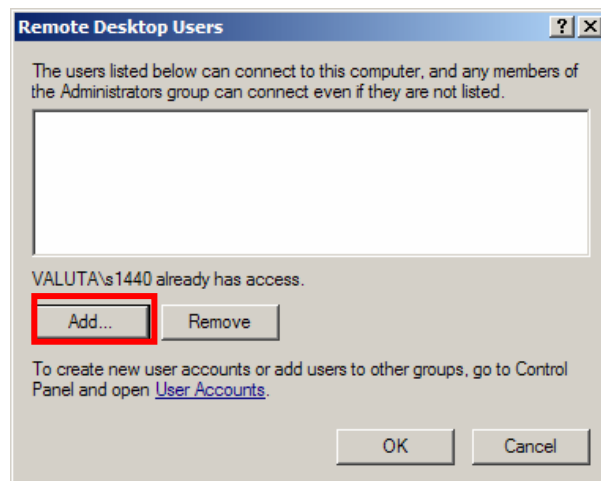 Remote Desktop Users
The users listed below can connect to this computer, and any members of
the Administrators group can connect even if they are not listed.
VALUTA\s1440 already has access.
Add... Remove
To create new user accounts or add users to other groups, go to Control
Panel and open User Accounts.
OK Cancel